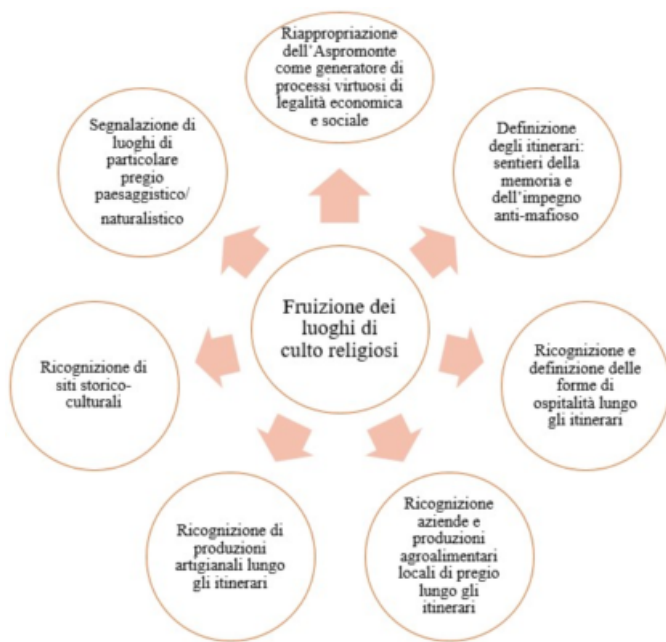 Riappropriazione
dell'Aspromonte
come generatore di
processi virtuosi di
legalità economica
e sociale
Definizione
degli itinerari:
sentieri della
memoria e
dell'impegno
anti-mafioso
Ricognizione e
definizione delle
forme di
ospitalità lungo
gli itinerari
Ricognizione
aziende e
produzioni
agroalimentari
locali di pregio
lungo gli
itinerari
Ricognizione di
produzioni
artigianali lungo
gli itinerari
Ricognizione di
siti storico-
culturali
Segnalazione di
luoghi di
particolare
pregio
paesaggistico/
naturalistico
Fruizione dei
luoghi di
culto religiosi